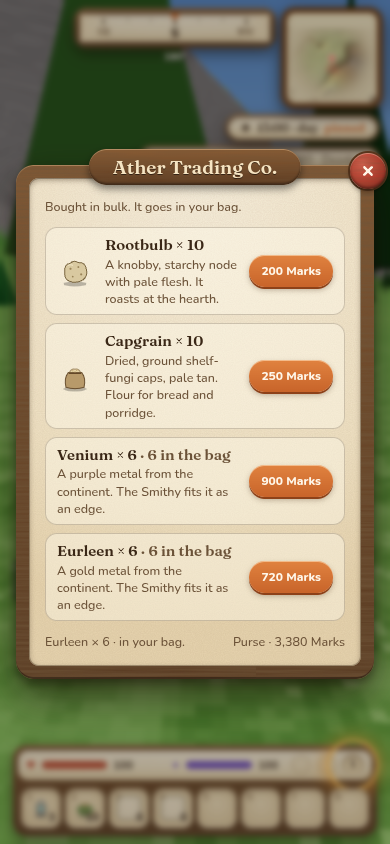 Ather Trading Co.
Bought in bulk. It goes in your bag.
Rootbulb × 10
A knobby, starchy node
with pale flesh. It
roasts at the hearth.
200 Marks
Capgrain × 10
Dried, ground shelf-
fungi caps, pale tan.
Flour for bread and
porridge.
250 Marks
Venium × 6 · 6 in the bag
A purple metal from the
continent. The Smithy fits it as
an edge.
900 Marks
Eurleen × 6 · 6 in the bag
A gold metal from the
continent. The Smithy fits it as
an edge.
720 Marks
Eurleen × 6 · in your bag.
Purse · 3,380 Marks